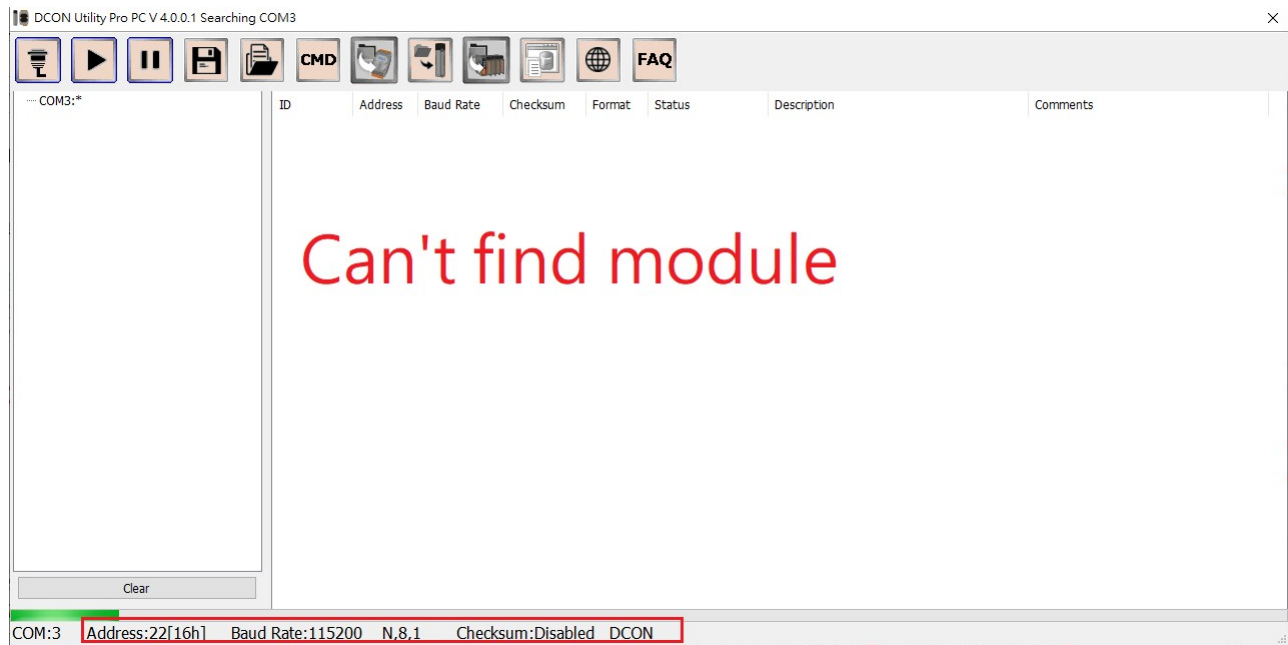 DCON Utility Pro PC V 4.0.0.1 Searching COM3
CMD FAQ
COM3:*
ID Address Baud Rate Checksum Format Status Description Comments
Can't find module
Clear
COM:3 Address:22[16h] Baud Rate:115200 N,8,1 Checksum:Disabled DCON